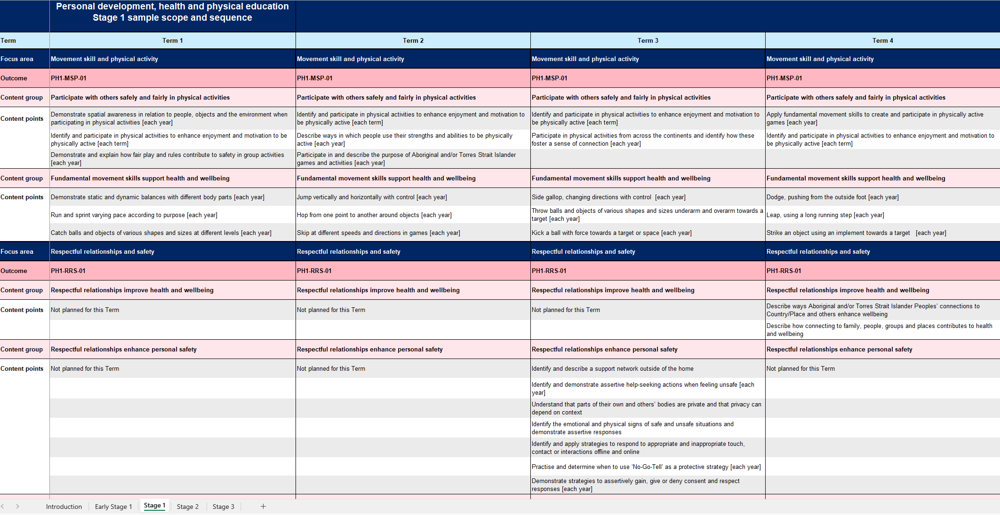 Personal development, health and physical education
Stage 1 sample scope and sequence
Term
Term 1
Term 2
Term 3
Term 4
Focus area
Movement skill and physical activity
Movement skill and physical activity
Movement skill and physical activity
Movement skill and physical activity
Outcome
PH1-MSP-01
PH1-MSP-01
PH1-MSP-01
PH1-MSP-01
Content group
Participate with others safely and fairly in physical activities
Participate with others safely and fairly in physical activities
Participate with others safely and fairly in physical activities
Participate with others safely and fairly in physical activities
Content points
Demonstrate spatial awareness in relation to people, objects and the environment when
participating in physical activities [each year]
Identify and participate in physical activities to enhance enjoyment and motivation to
be physically active [each term]
Identify and participate in physical activities to enhance enjoyment and motivation to
be physically active [each term]
Apply fundamental movement skills to create and participate in physically active
games [each year]
Identify and participate in physical activities to enhance enjoyment and motivation to be
physically active [each term]
Describe ways in which people use their strengths and abilities to be physically
active [each year]
Participate in physical activities from across the continents and identify how these
foster a sense of connection [each year]
Identify and participate in physical activities to enhance enjoyment and motivation to
be physically active [each term]
Demonstrate and explain how fair play and rules contribute to safety in group activities
[each year]
Participate in and describe the purpose of Aboriginal and/or Torres Strait Islander
games and activities [each year]
Content group
Fundamental movement skills support health and wellbeing
Fundamental movement skills support health and wellbeing
Fundamental movement skills support health and wellbeing
Fundamental movement skills support health and wellbeing
Content points
Demonstrate static and dynamic balances with different body parts [each year]
Jump vertically and horizontally with control [each year]
Side gallop, changing directions with control  [each year]
Dodge, pushing from the outside foot [each year]
Run and sprint varying pace according to purpose [each year]
Hop from one point to another around objects [each year]
Throw balls and objects of various shapes and sizes underarm and overarm towards a
target [each year]
Leap, using a long running step [each year]
Catch balls and objects of various shapes and sizes at different levels [each year]
Skip at different speeds and directions in games [each year]
Kick a ball with force towards a target or space [each year]
Strike an object using an implement towards a target   [each year]
Focus area
Respectful relationships and safety
Respectful relationships and safety
Respectful relationships and safety
Respectful relationships and safety
Outcome
PH1-RRS-01
PH1-RRS-01
PH1-RRS-01
PH1-RRS-01
Content group
Respectful relationships improve health and wellbeing
Respectful relationships improve health and wellbeing
Respectful relationships improve health and wellbeing
Respectful relationships improve health and wellbeing
Content points
Not planned for this Term
Not planned for this Term
Not planned for this Term
Describe ways Aboriginal and/or Torres Strait Islander Peoples’ connections to
Country/Place and others enhance wellbeing
Describe how connecting to family, people, groups and places contributes to health
and wellbeing
Content group
Respectful relationships enhance personal safety
Respectful relationships enhance personal safety
Respectful relationships enhance personal safety
Respectful relationships enhance personal safety
Content points
Not planned for this Term
Not planned for this Term
Identify and describe a support network outside of the home
Not planned for this Term
Identify and demonstrate assertive help-seeking actions when feeling unsafe [each
year]
Understand that parts of their own and others’ bodies are private and that privacy can
depend on context
Identify the emotional and physical signs of safe and unsafe situations and
demonstrate assertive responses
Identify and apply strategies to respond to appropriate and inappropriate touch,
contact or interactions offline and online
Practise and determine when to use ‘No-Go-Tell’ as a protective strategy [each year]
Demonstrate strategies to assertively gain, give or deny consent and respect
responses [each year]
Introduction
Early Stage 1
Stage 1
Stage 2
Stage 3